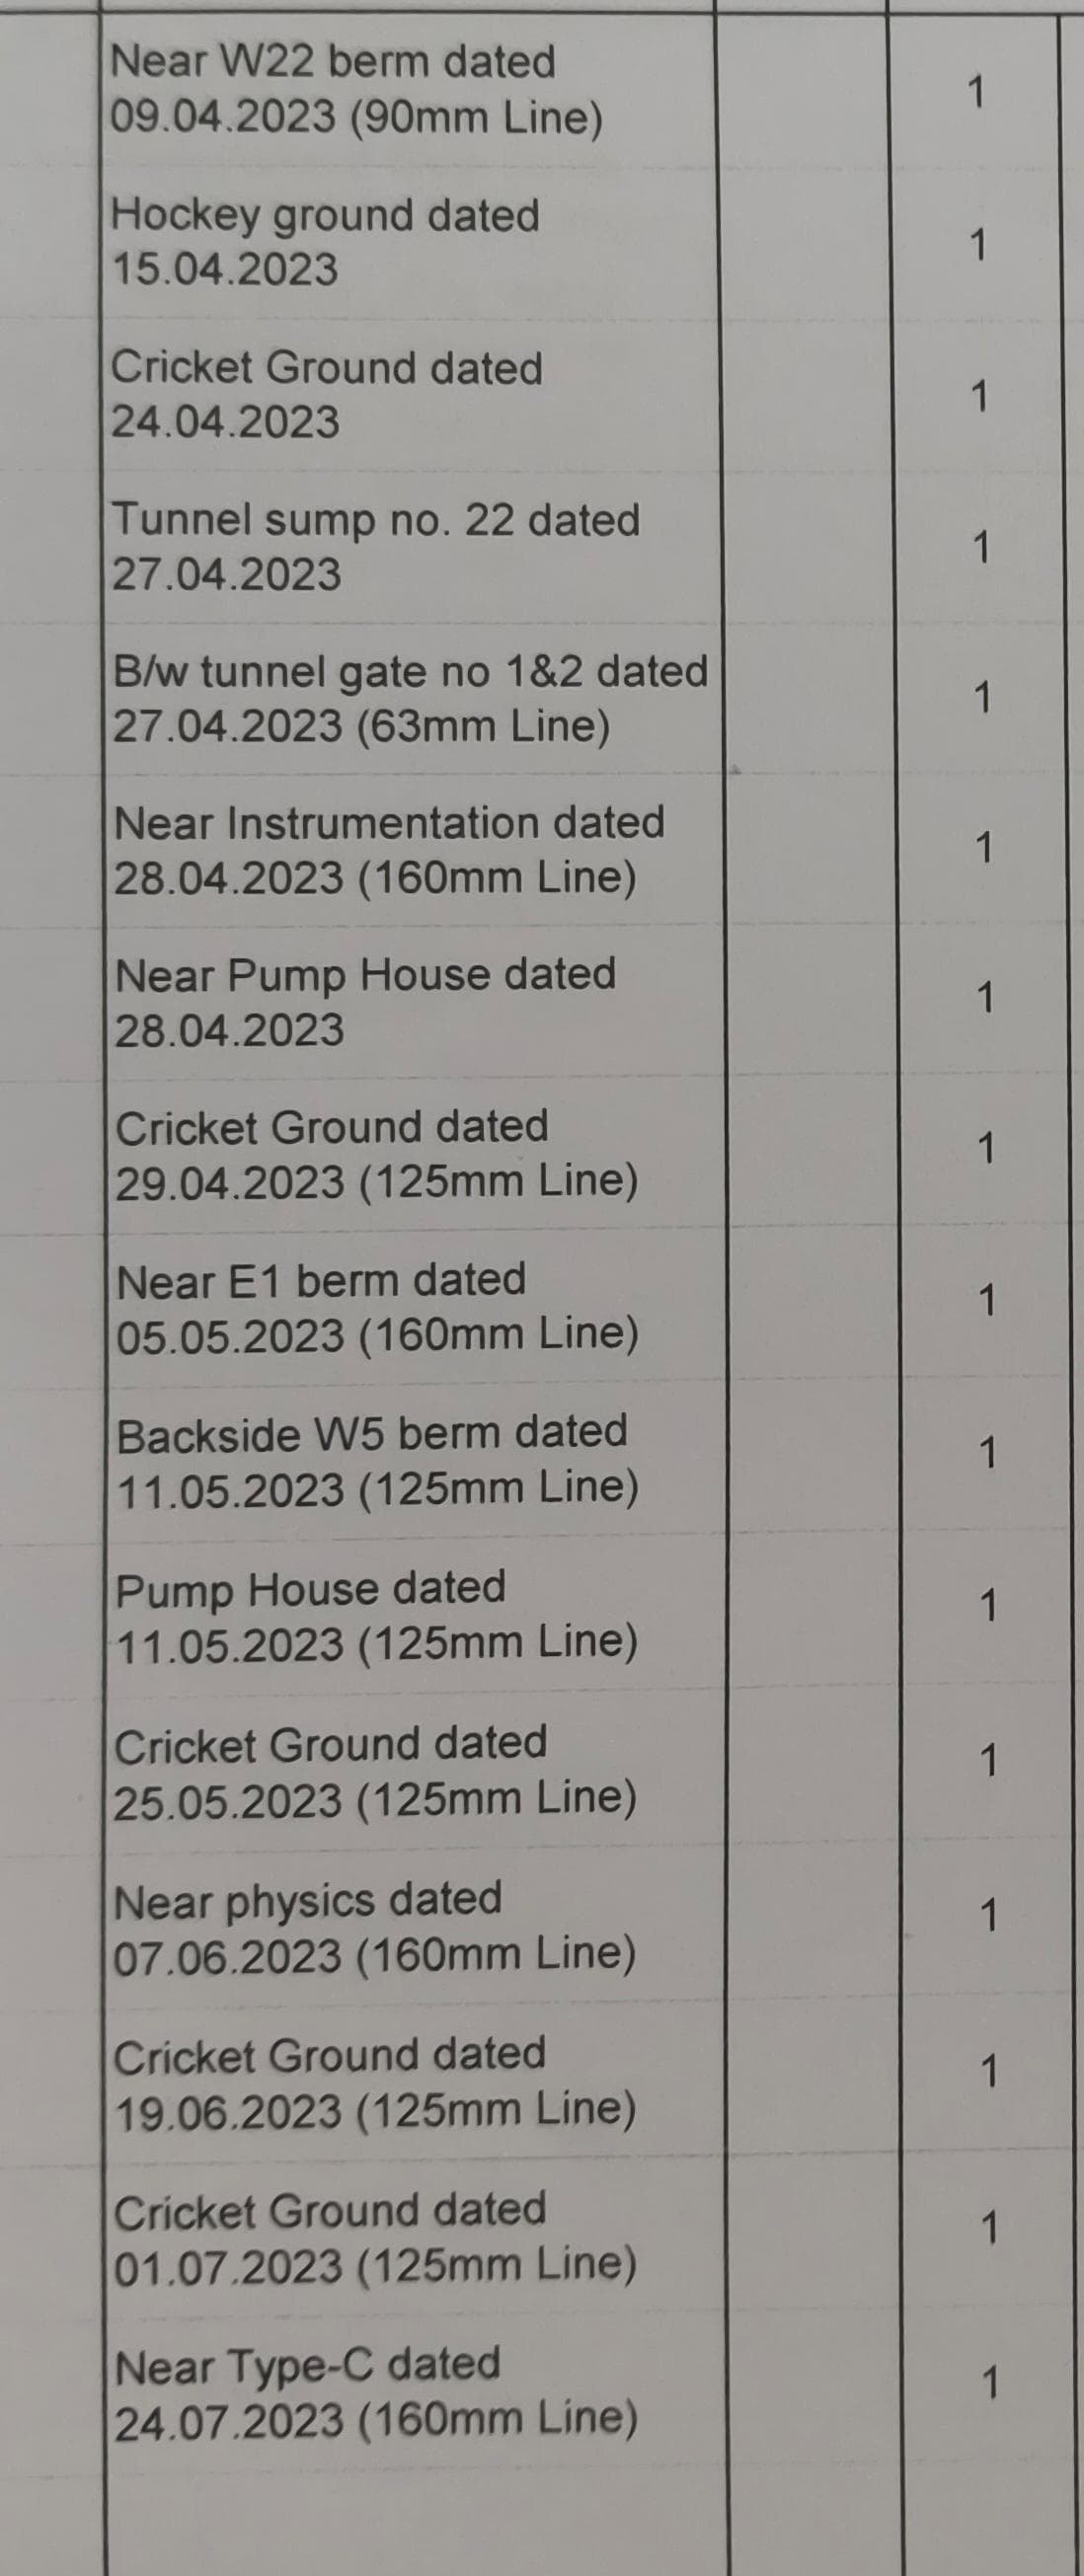 Near W22 berm dated
09.04.2023 (90mm Line)
1
Hockey ground dated
15.04.2023
1
Cricket Ground dated
24.04.2023
1
Tunnel sump no. 22 dated
27.04.2023
1
B/w tunnel gate no 1&2 dated
27.04.2023 (63mm Line)
1
Near Instrumentation dated
28.04.2023 (160mm Line)
1
Near Pump House dated
28.04.2023
1
Cricket Ground dated
29.04.2023 (125mm Line)
1
Near E1 berm dated
05.05.2023 (160mm Line)
1
Backside W5 berm dated
11.05.2023 (125mm Line)
1
Pump House dated
11.05.2023 (125mm Line)
1
Cricket Ground dated
25.05.2023 (125mm Line)
1
Near physics dated
07.06.2023 (160mm Line)
1
Cricket Ground dated
19.06.2023 (125mm Line)
1
Cricket Ground dated
01.07.2023 (125mm Line)
1
Near Type-C dated
24.07.2023 (160mm Line)
1